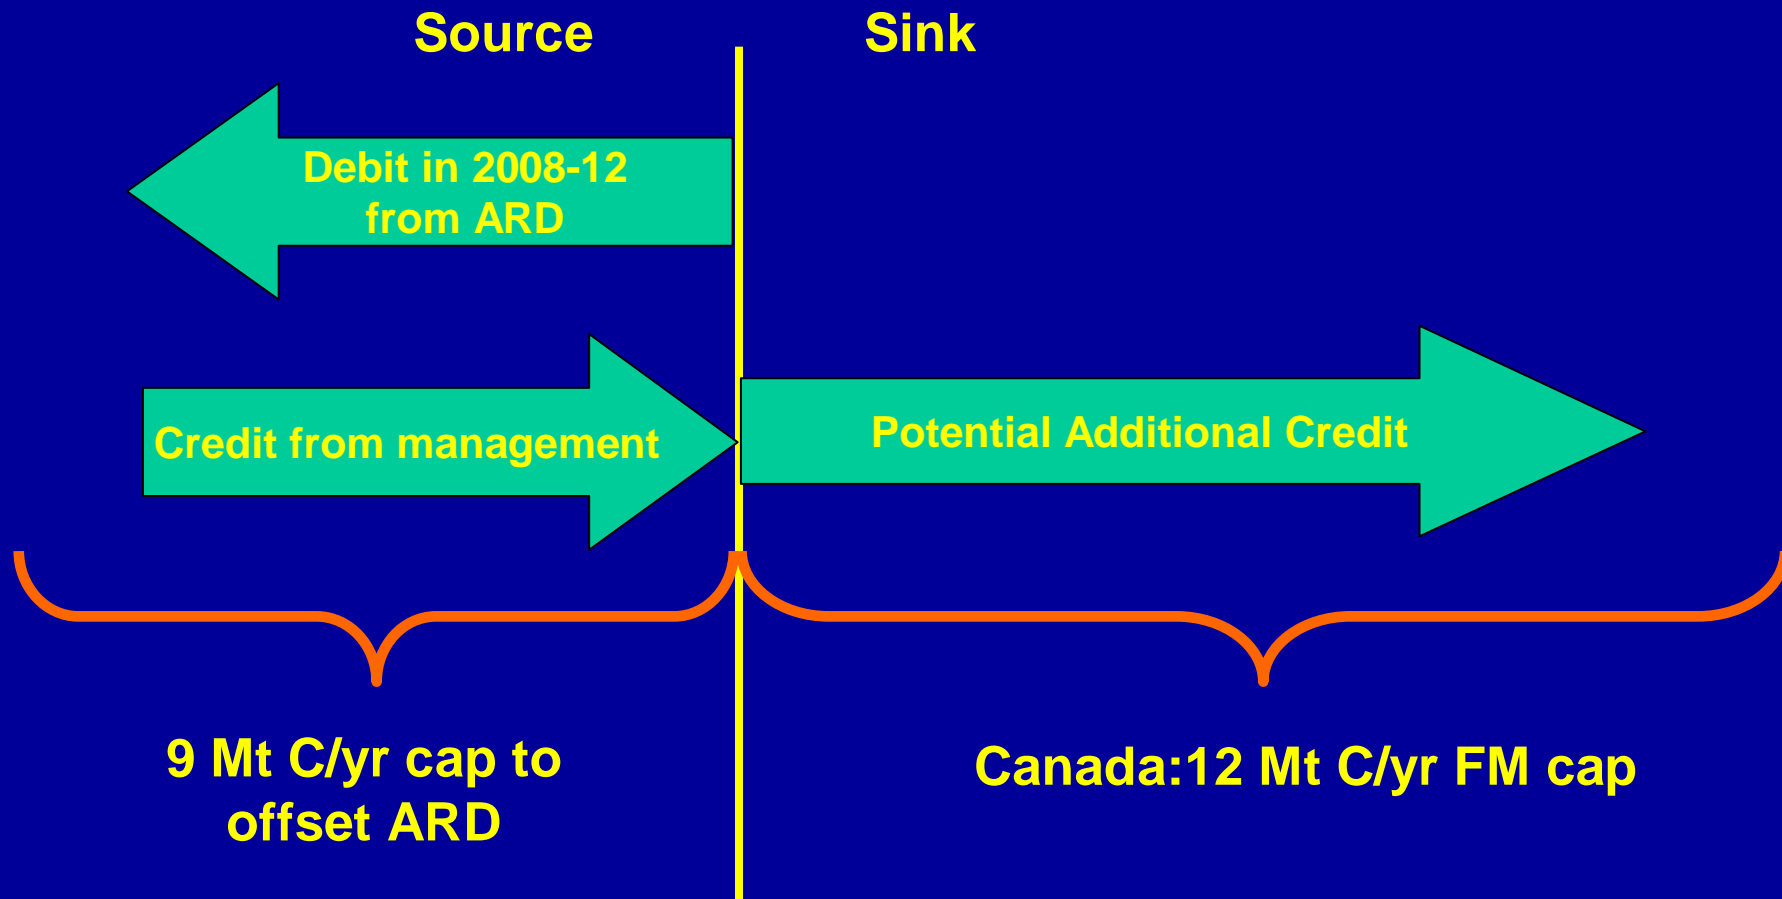 Source
Sink
Debit in 2008-12
from ARD
Credit from management
Potential Additional Credit
9 Mt C/yr cap to
offset ARD
Canada:12 Mt C/yr FM cap